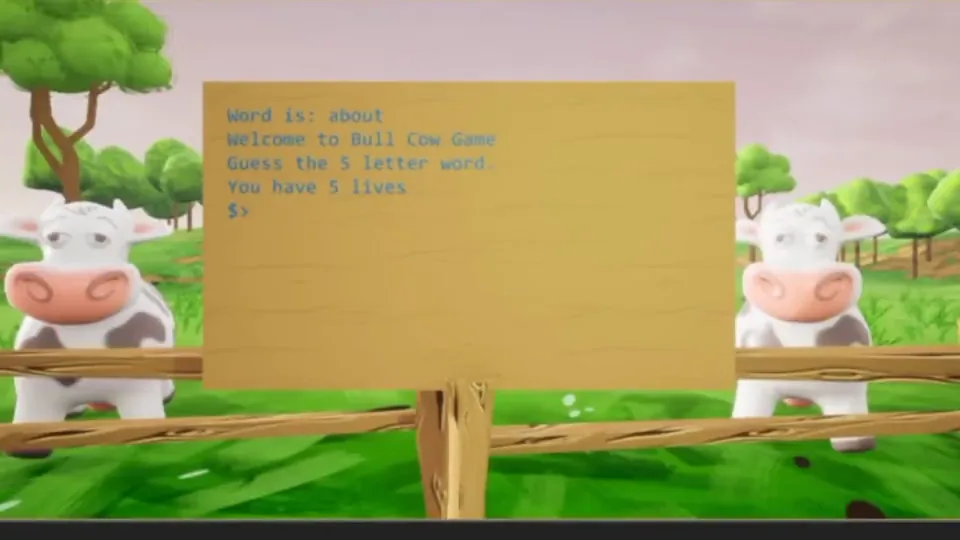 Word is: about
Welcome to Bull Cow Game
Guess the 5 letter word.
You have 5 lives
$>